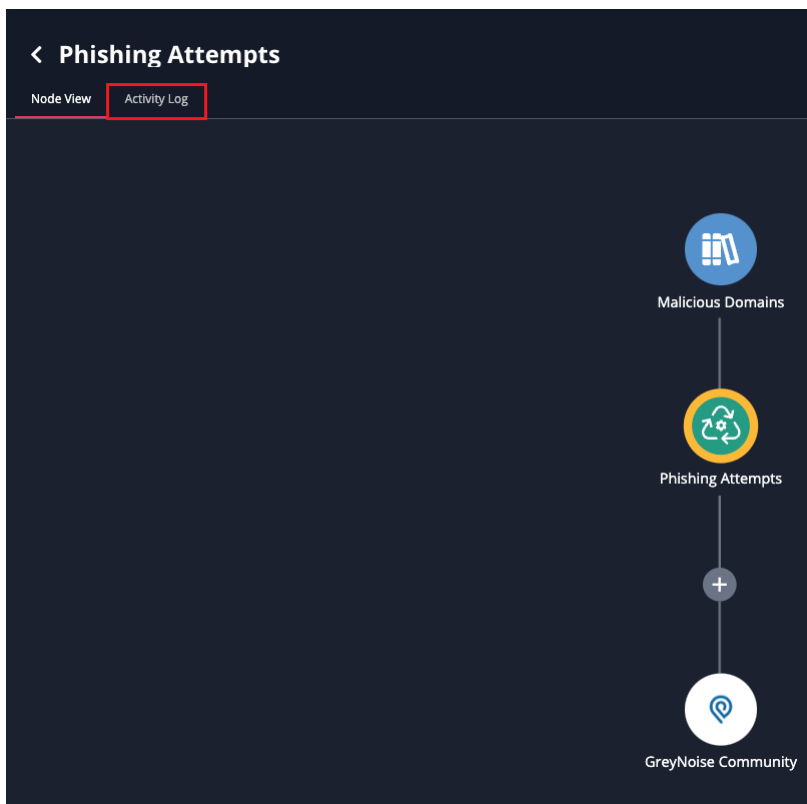 Phishing Attempts
Node View Activity Log
Malicious Domains
Phishing Attempts
GreyNoise Community